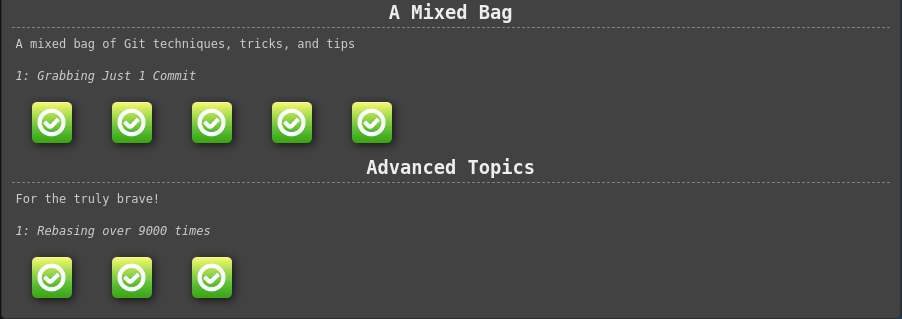 A Mixed Bag
A mixed bag of Git techniques, tricks, and tips
1: Grabbing Just 1 Commit
Advanced Topics
For the truly brave!
1: Rebasing over 9000 times